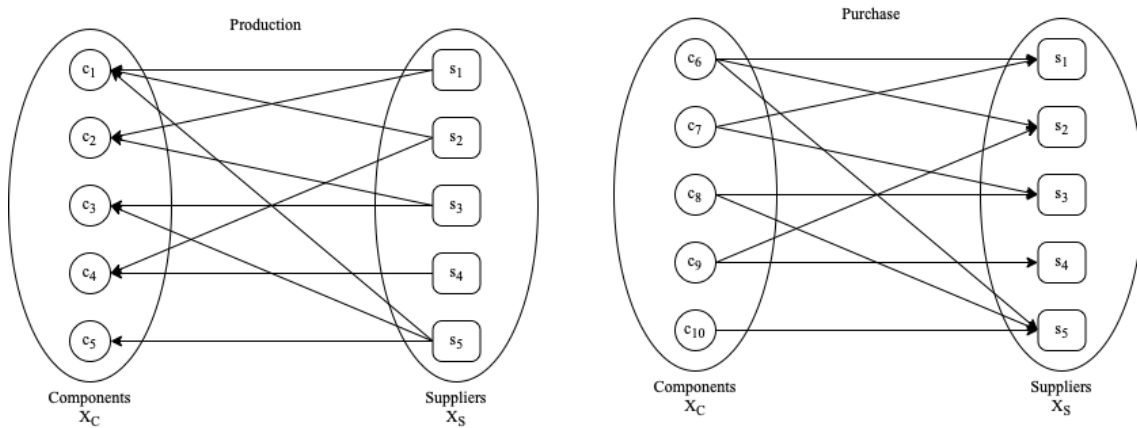 Production
c1
c2
c3
c4
c5
s1
s2
s3
s4
s5
Components
XC
Suppliers
XS
Purchase
c6
c7
c8
c9
c10
s1
s2
s3
s4
s5
Components
XC
Suppliers
XS